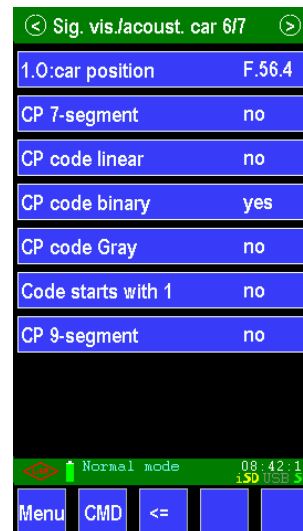 Sig. vis./acoust. car 6/7
1.O:car position F.56.4
CP 7-segment no
CP code linear no
CP code binary yes
CP code Gray no
Code starts with 1 no
CP 9-segment no
Normal mode 08:42:1
iSD USB S
Menu CMD <=